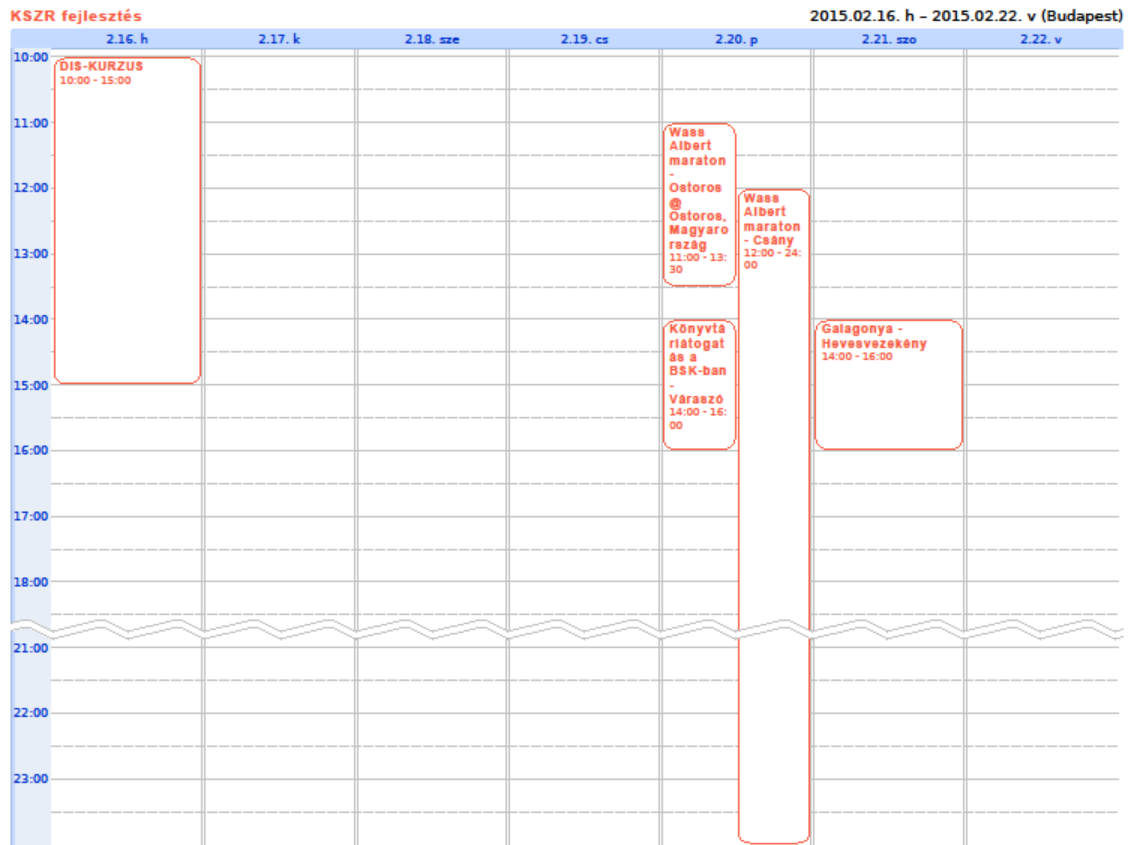 KSZR fejlesztés
2015.02.16. h – 2015.02.22. v (Budapest)
2.16. h 2.17. k 2.18. sze 2.19. cs 2.20. p 2.21. szo 2.22. v
10:00
11:00
12:00
13:00
14:00
15:00
16:00
17:00
18:00
21:00
22:00
23:00
DIS-KURZUS
10:00 - 15:00
Wass
Albert
maraton
-
Ostoros
@
Ostoros,
Magyaro
rszág
11:00 - 13:
30
Könyvtá
rlátogat
ás a
BSK-ban
-
Váraszó
14:00 - 16:
00
Wass
Albert
maraton
- Csány
12:00 - 24:
00
Galagonya -
Hevesvezekény
14:00 - 16:00